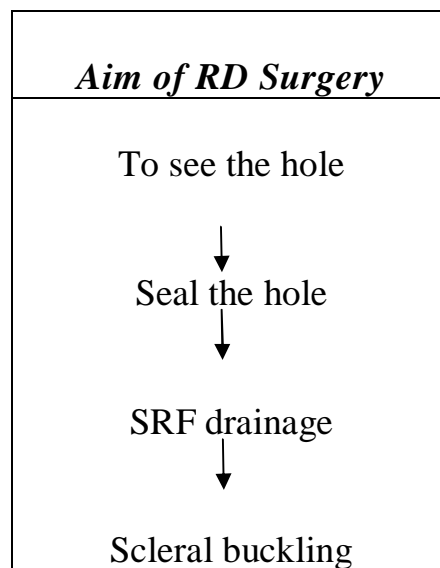 Aim of RD Surgery
To see the hole
Seal the hole
SRF drainage
Scleral buckling